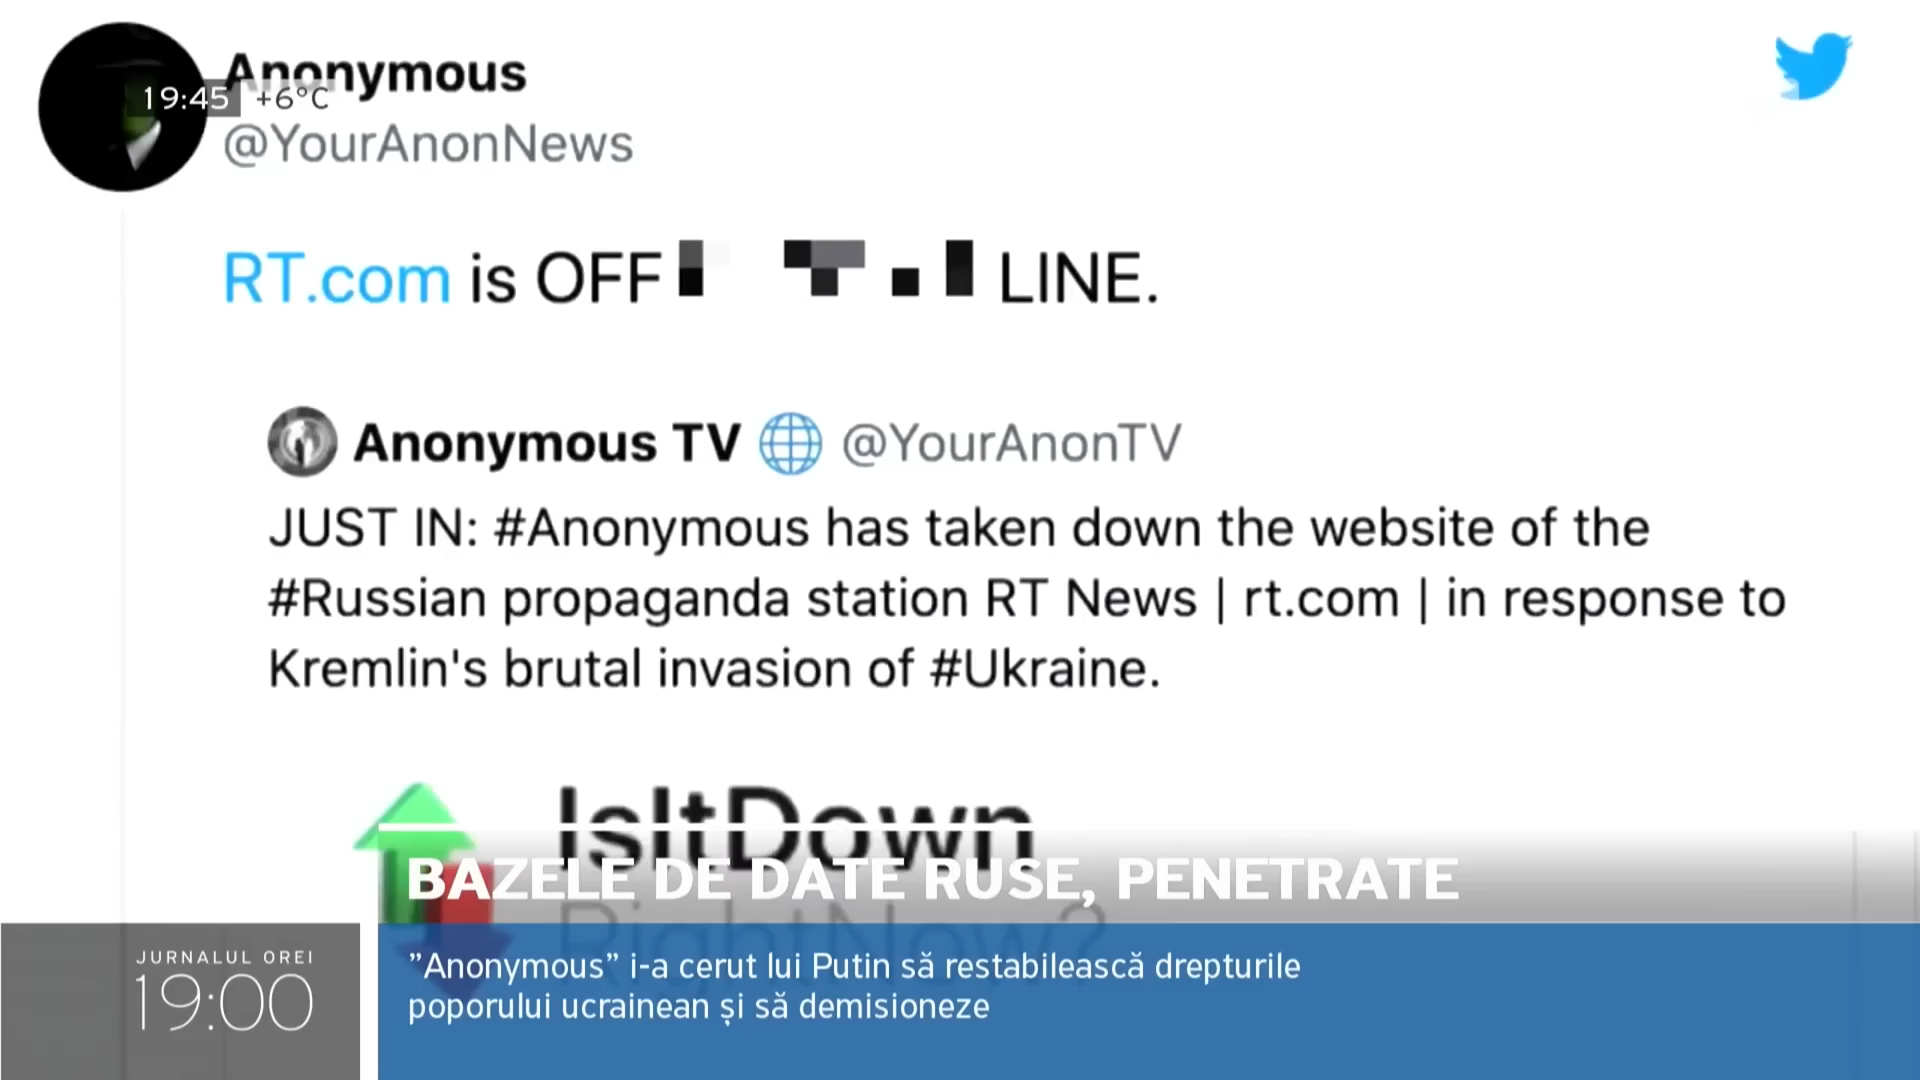 Anonymous
19:45 +6°C
@YourAnonNews
RT.com is OFF LINE.
Anonymous TV @YourAnonTV
JUST IN: #Anonymous has taken down the website of the
#Russian propaganda station RT News | rt.com | in response to
Kremlin's brutal invasion of #Ukraine.
IsItDown
BAZELE DE DATE RUSE, PENETRATE
RightNow?
JURNALUL OREI
19:00
”Anonymous” i-a cerut lui Putin să restabilească drepturile
poporului ucrainean și să demisioneze